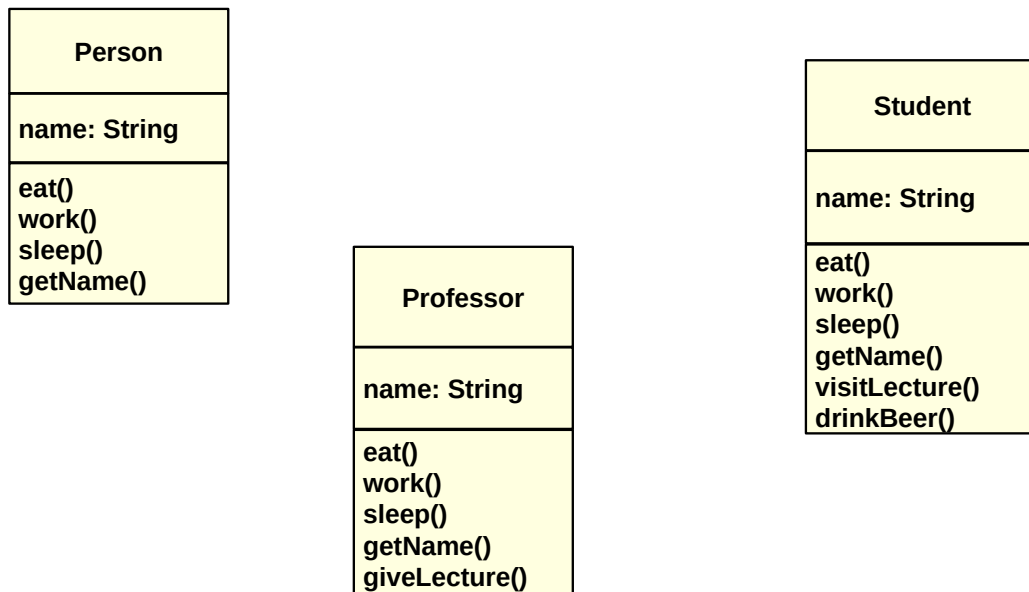 Person
name: String
eat()
work()
sleep()
getName()
Professor
name: String
eat()
work()
sleep()
getName()
giveLecture()
Student
name: String
eat()
work()
sleep()
getName()
visitLecture()
drinkBeer()